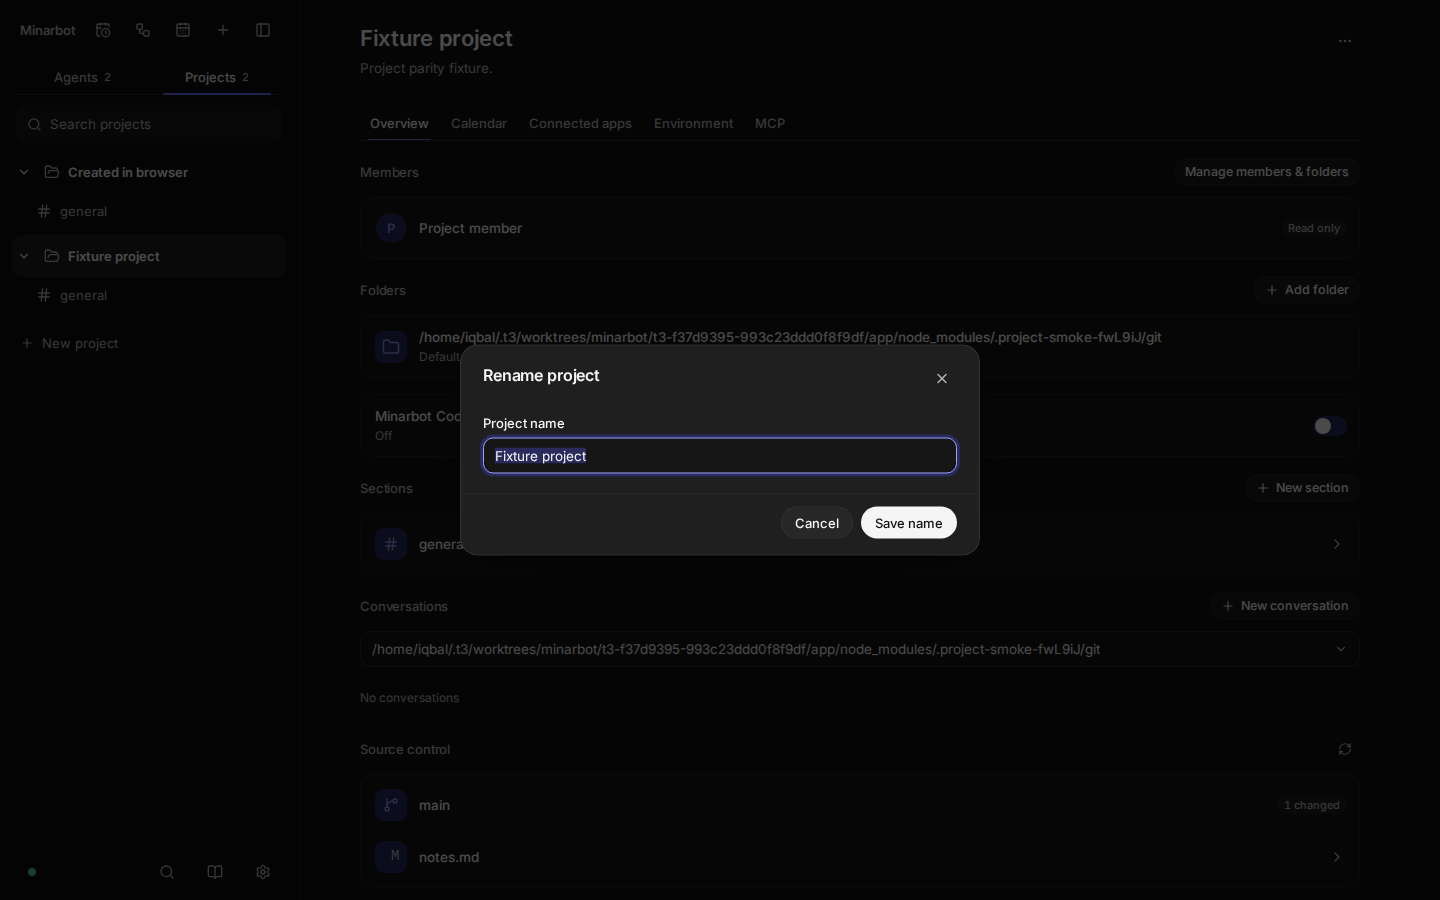 Minarbot
Agents 2
Projects 2
Search projects
Created in browser
general
Fixture project
general
New project
Fixture project
Project parity fixture.
Overview
Calendar
Connected apps
Environment
MCP
Members
Manage members & folders
P
Project member
Read only
Folders
Add folder
/home/iqbal/.t3/worktrees/minarbot/t3-f37d9395-993c23ddd0f8f9df/app/node_modules/.project-smoke-fwL9iJ/git
Default
Minarbot Coo
Off
Rename project
Project name
Fixture project
Cancel
Save name
Sections
New section
genera
Conversations
New conversation
/home/iqbal/.t3/worktrees/minarbot/t3-f37d9395-993c23ddd0f8f9df/app/node_modules/.project-smoke-fwL9iJ/git
No conversations
Source control
main
1 changed
M
notes.md